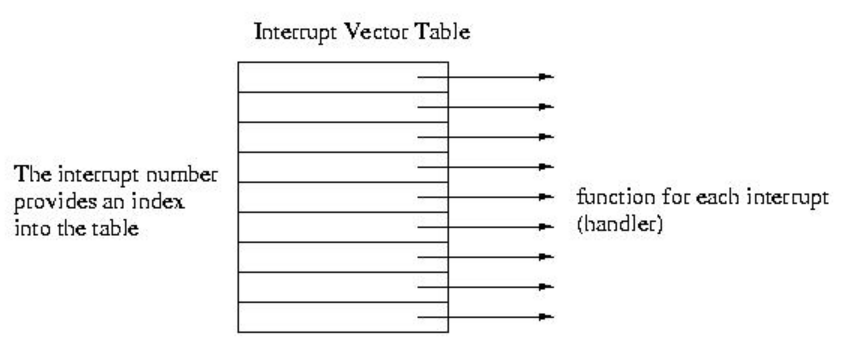 Interrupt Vector Table
The interrupt number
provides an index
into the table
function for each interrupt
(handler)